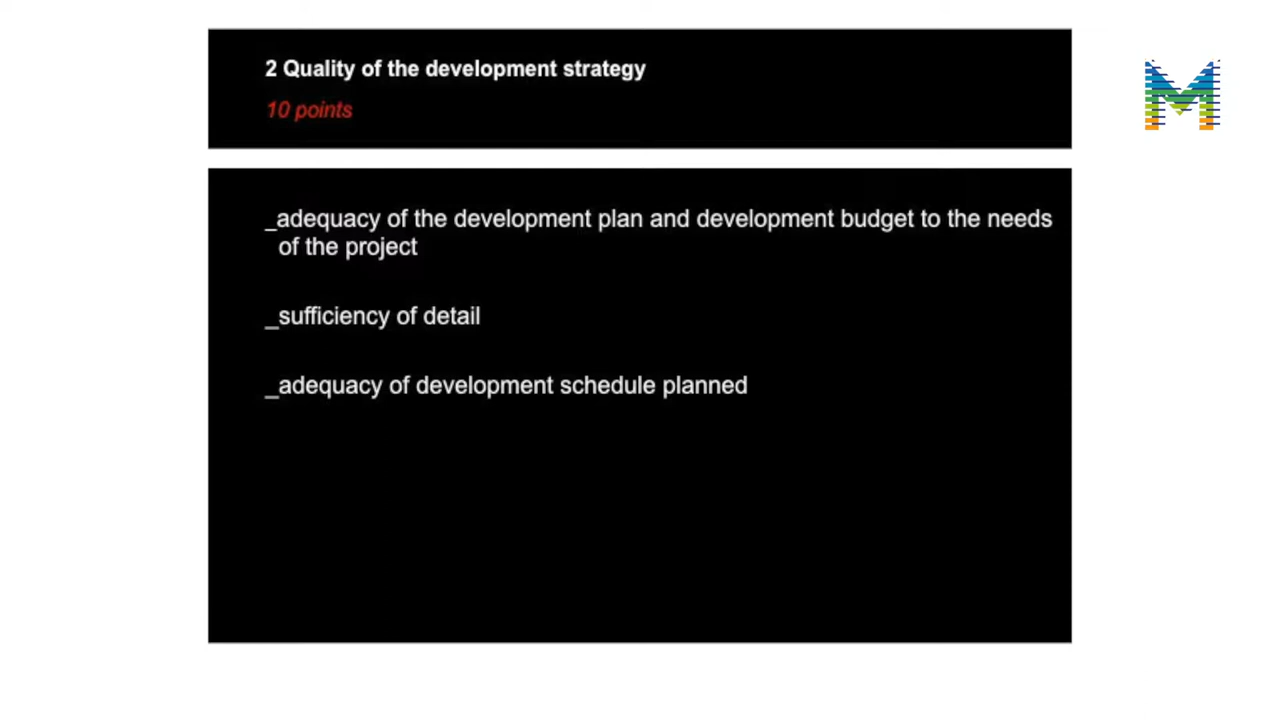 2 Quality of the development strategy
10 points
_adequacy of the development plan and development budget to the needs
of the project
_sufficiency of detail
_adequacy of development schedule planned